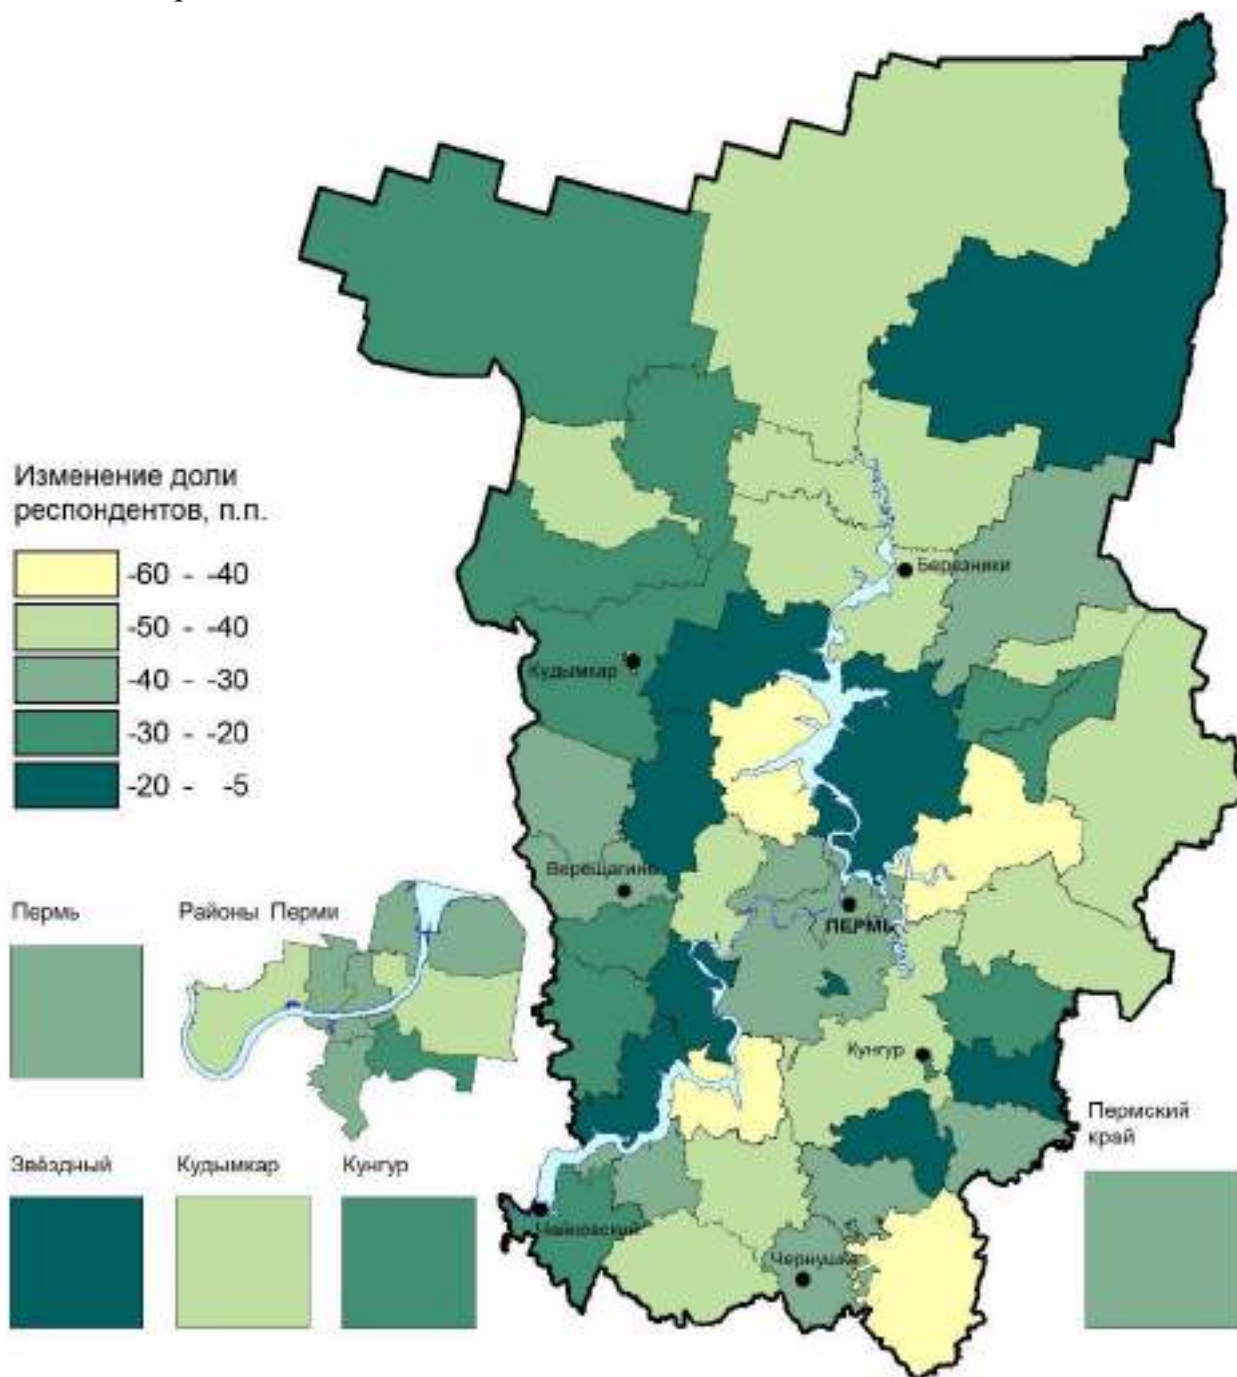 Изменение доли
респондентов, п.п.
-60 - -40
-50 - -40
-40 - -30
-30 - -20
-20 - -5
Березники
Кудымкар
Верещагино
ПЕРМЬ
Кунгур
Чайковский
Чернушка
Пермь
Районы Перми
Звёздный
Кудымкар
Кунгур
Пермский
край